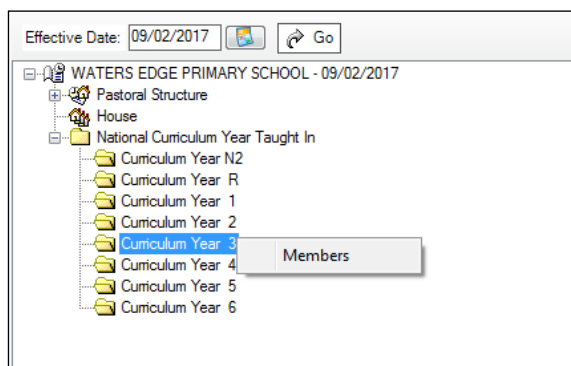 Effective Date: 09/02/2017 Go
WATERS EDGE PRIMARY SCHOOL - 09/02/2017
Pastoral Structure
House
National Curriculum Year Taught In
Curriculum Year N2
Curriculum Year R
Curriculum Year 1
Curriculum Year 2
Curriculum Year 3
Members
Curriculum Year 4
Curriculum Year 5
Curriculum Year 6